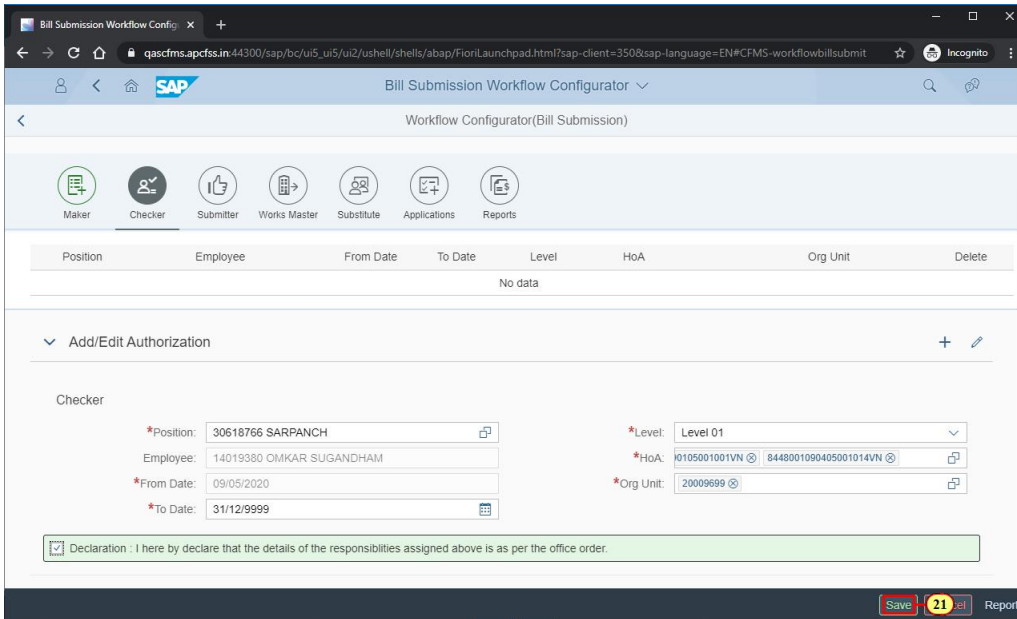 Bill Submission Workflow Config
qascfms.apcfss.in:44300/sap/bc/ui5_ui5/ui2/ushell/shells/abap/FioriLaunchpad.html?sap-client=350&sap-language=EN#CFMS-workflowbillsubmit
Incognito
SAP
Bill Submission Workflow Configurator
Workflow Configurator(Bill Submission)
Maker Checker Submitter Works Master Substitute Applications Reports
Position Employee From Date To Date Level HoA Org Unit Delete
No data
Add/Edit Authorization
Checker
*Position: 30618766 SARPANCH *Level: Level 01
Employee: 14019380 OMKAR SUGANDHAM *HoA: 00105001001VN 8448001090405001014VN
*From Date: 09/05/2020 *Org Unit: 20009699
*To Date: 31/12/9999
Declaration : I here by declare that the details of the responsiblities assigned above is as per the office order.
Save 21 el Report